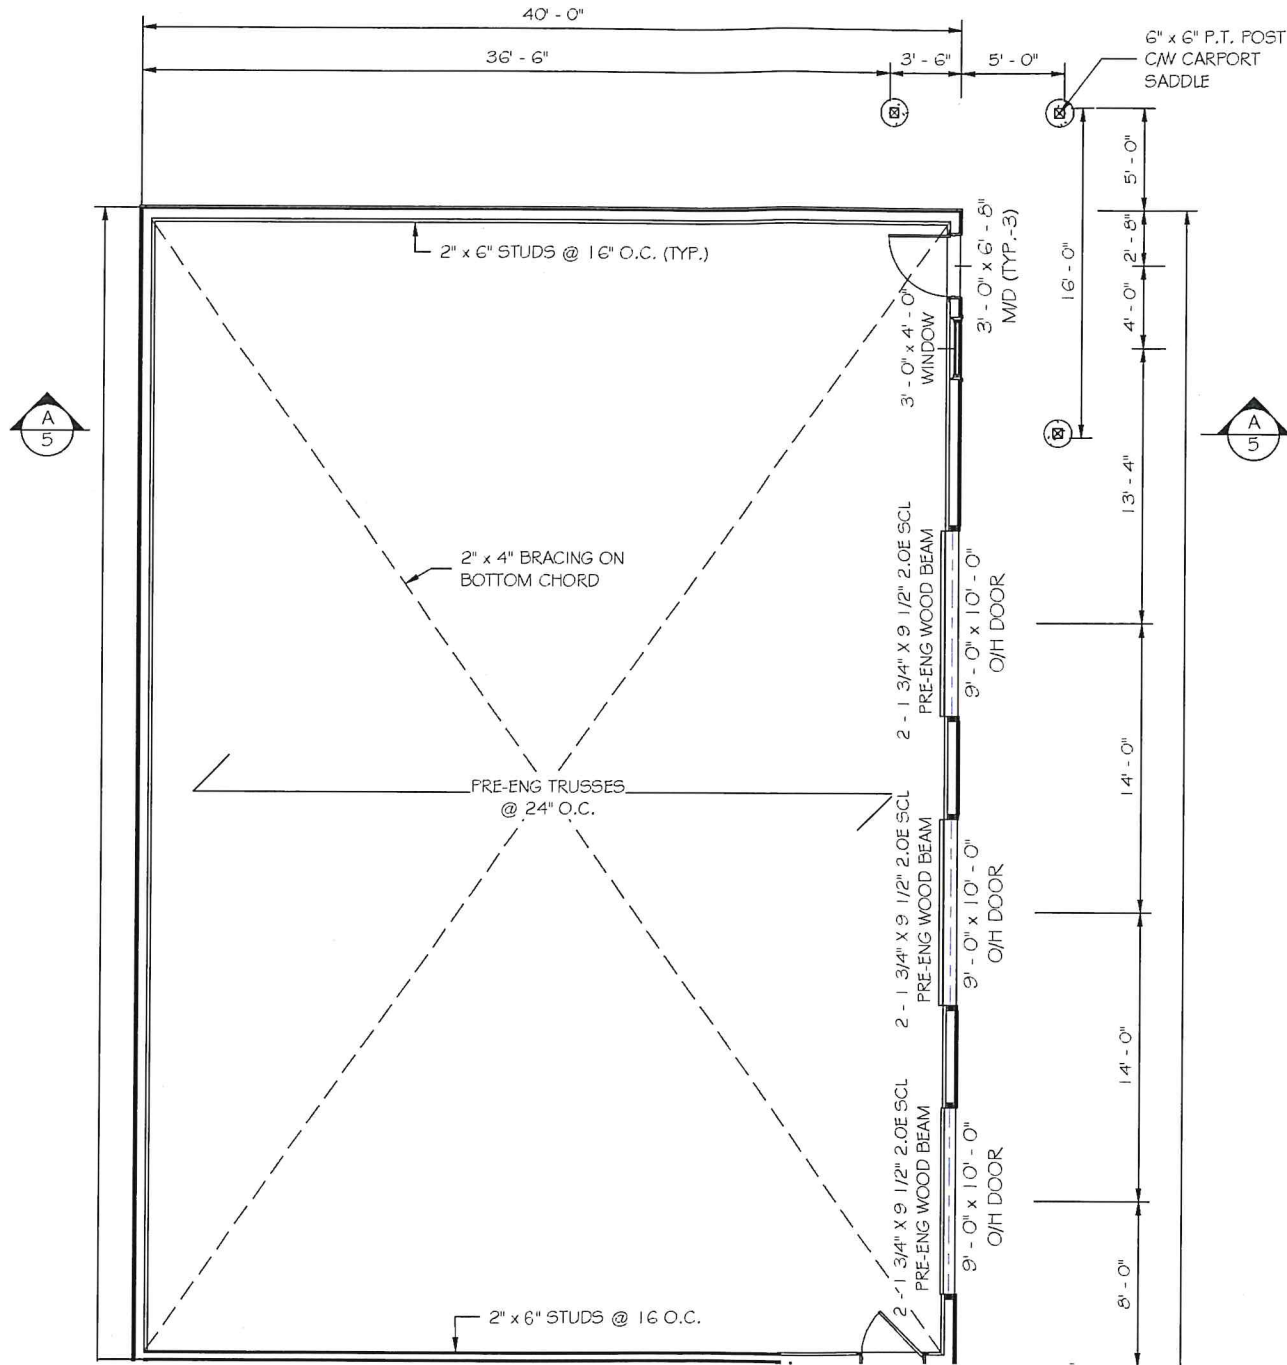 40' - 0"
36' - 6"
3' - 6"
5' - 0"
6" x 6" P.T. POST
C/W CARPORT
SADDLE
5' - 0"
2" x 6" STUDS @ 16" O.C. (TYP.)
3' - 0" x 6' - 8"
M/D (TYP.-3)
16' - 0"
2' - 8"
4' - 0"
3' - 0" x 4' - 0"
WINDOW
A
5
A
5
13' - 4"
2" x 4" BRACING ON
BOTTOM CHORD
2 - 1 3/4" X 9 1/2" 2.0E SCL
PRE-ENG WOOD BEAM
9' - 0" x 10' - 0"
O/H DOOR
14' - 0"
PRE-ENG TRUSSES
@ 24" O.C.
2 - 1 3/4" X 9 1/2" 2.0E SCL
PRE-ENG WOOD BEAM
9' - 0" x 10' - 0"
O/H DOOR
14' - 0"
2 - 1 3/4" X 9 1/2" 2.0E SCL
PRE-ENG WOOD BEAM
9' - 0" x 10' - 0"
O/H DOOR
8' - 0"
2" x 6" STUDS @ 16 O.C.